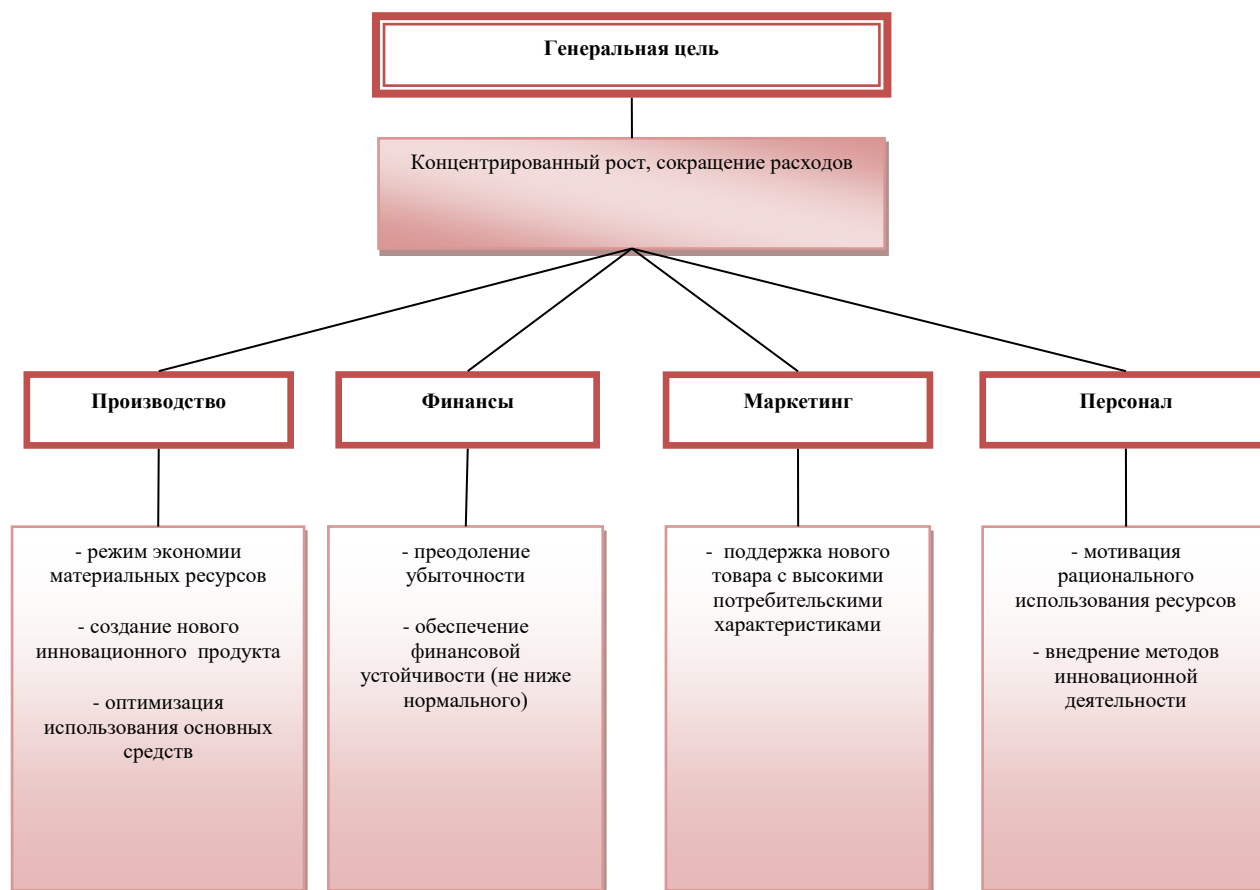 Генеральная цель
Концентрированный рост, сокращение расходов
Производство
Финансы
Маркетинг
Персонал
- режим экономии
материальных ресурсов
- создание нового
инновационного продукта
- оптимизация
использования основных
средств
- преодоление
убыточности
- обеспечение
финансовой
устойчивости (не ниже
нормального)
- поддержка нового
товара с высокими
потребительскими
характеристиками
- мотивация
рационального
использования ресурсов
- внедрение методов
инновационной
деятельности